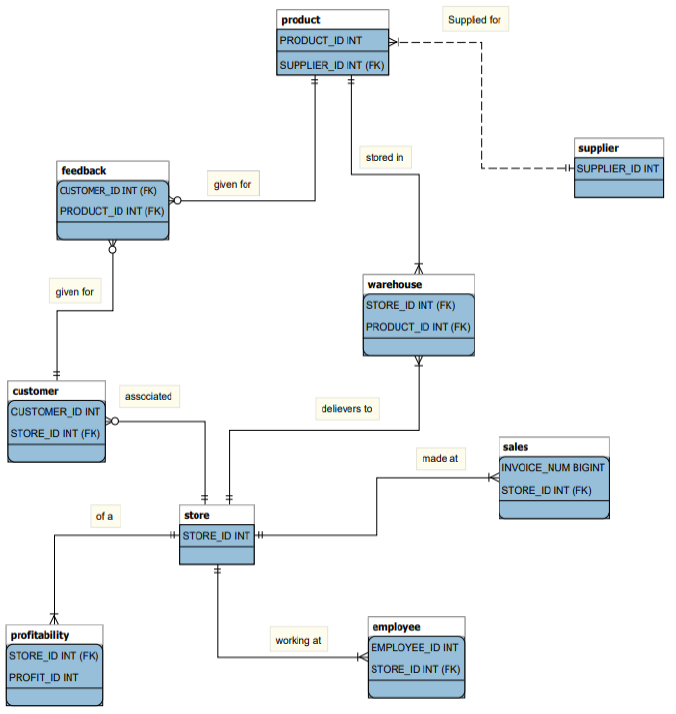 product
PRODUCT_ID INT
SUPPLIER_ID INT (FK)
Supplied for
supplier
SUPPLIER_ID INT
stored in
feedback
CUSTOMER_ID INT (FK)
PRODUCT_ID INT (FK)
given for
given for
warehouse
STORE_ID INT (FK)
PRODUCT_ID INT (FK)
customer
CUSTOMER_ID INT
STORE_ID INT (FK)
associated
delievers to
made at
sales
INVOICE_NUM BIGINT
STORE_ID INT (FK)
of a
store
STORE_ID INT
profitability
STORE_ID INT (FK)
PROFIT_ID INT
working at
employee
EMPLOYEE_ID INT
STORE_ID INT (FK)